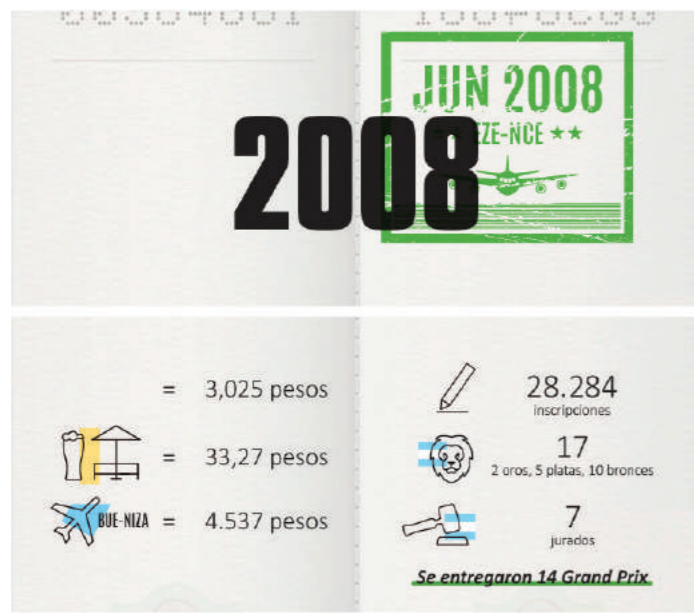 JUN 2008
EZE-NCE
2008
= 3,025 pesos
= 33,27 pesos
BUE-NIZA = 4.537 pesos
28.284
inscripciones
17
2 oros, 5 platas, 10 bronces
7
jurados
Se entregaron 14 Grand Prix